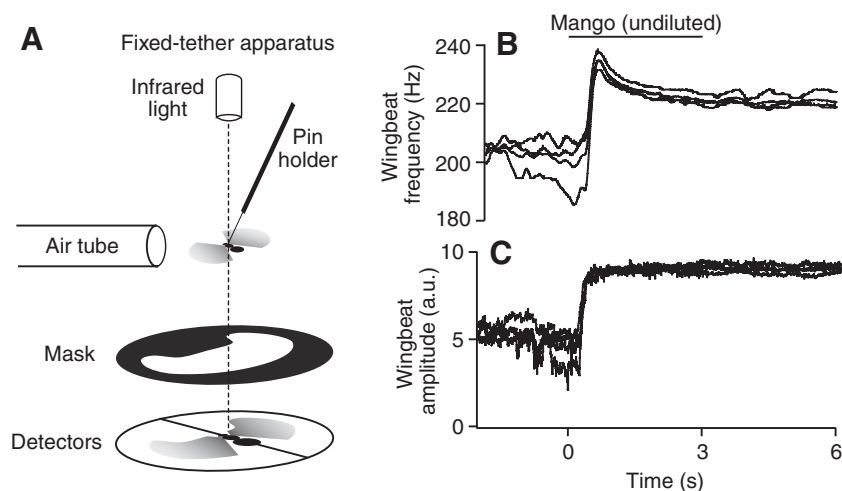 A
Fixed-tether apparatus
Infrared
light
Pin
holder
Air tube
Mask
Detectors
B
Mango (undiluted)
Wingbeat
frequency (Hz)
240
220
200
180
C
Wingbeat
amplitude (a.u.)
10
5
0
0
3
6
Time (s)